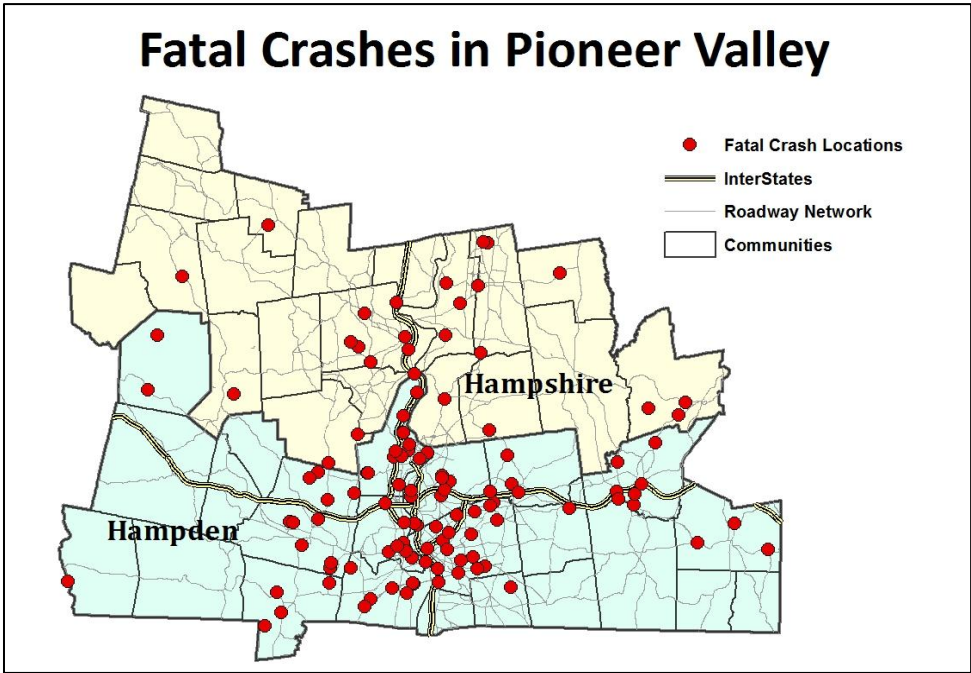 Fatal Crashes in Pioneer Valley
Fatal Crash Locations
InterStates
Roadway Network
Communities
Hampshire
Hampden